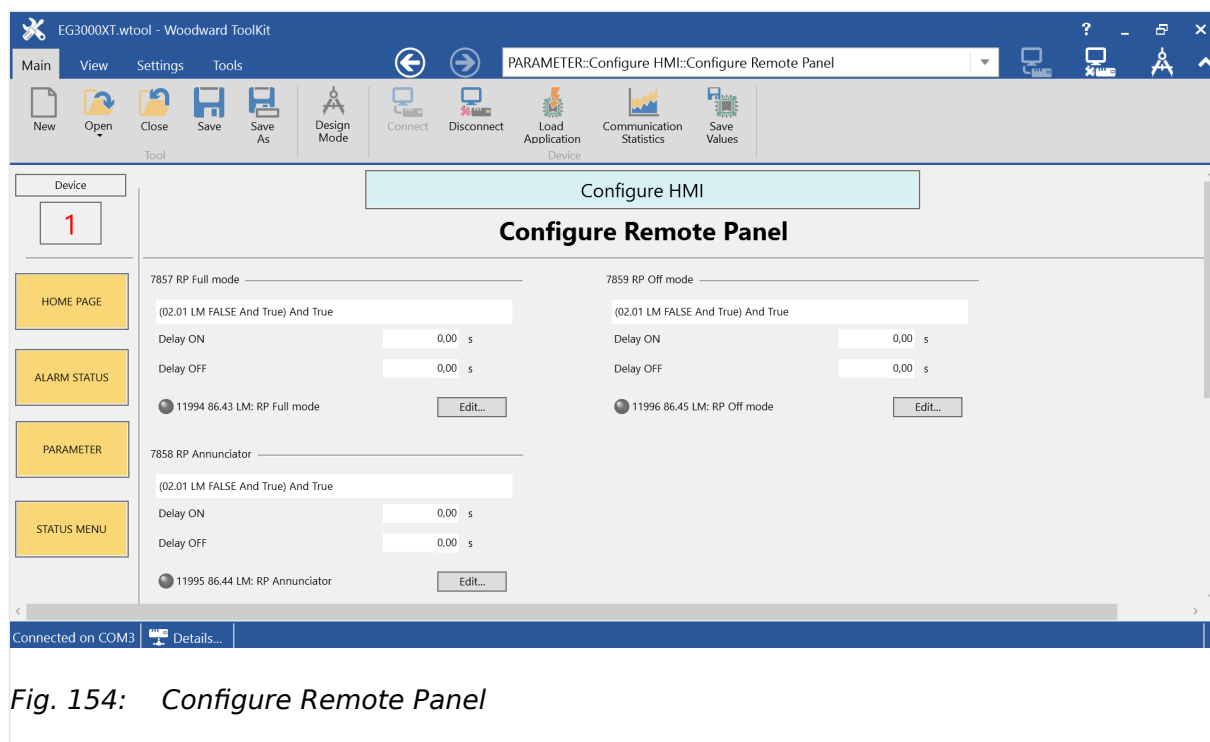 EG3000XT.wtool - Woodward ToolKit
?
Main View Settings Tools
PARAMETER::Configure HMI::Configure Remote Panel
New Open Close Save Save As Design Mode Connect Disconnect Load Application Communication Statistics Save Values
Tool Device
Device
1
HOME PAGE
ALARM STATUS
PARAMETER
STATUS MENU
Configure HMI
Configure Remote Panel
7857 RP Full mode
(02.01 LM FALSE And True) And True
Delay ON 0,00 s
Delay OFF 0,00 s
11994 86.43 LM: RP Full mode Edit...
7859 RP Off mode
(02.01 LM FALSE And True) And True
Delay ON 0,00 s
Delay OFF 0,00 s
11996 86.45 LM: RP Off mode Edit...
7858 RP Annunciator
(02.01 LM FALSE And True) And True
Delay ON 0,00 s
Delay OFF 0,00 s
11995 86.44 LM: RP Annunciator Edit...
Connected on COM3 Details...
Fig. 154: Configure Remote Panel